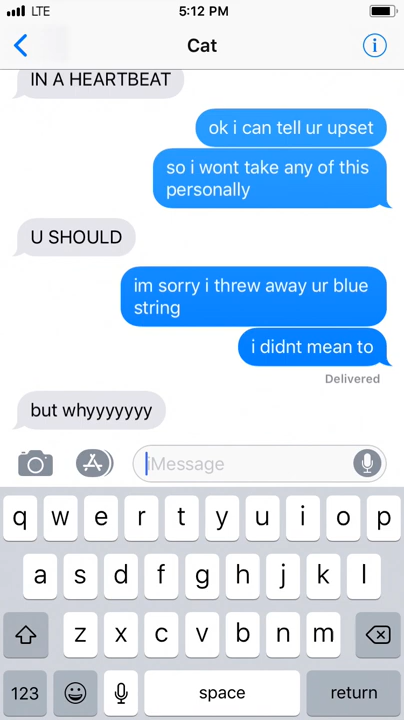 LTE
5:12 PM
Cat
IN A HEARTBEAT
ok i can tell ur upset
so i wont take any of this
personally
U SHOULD
im sorry i threw away ur blue
string
i didnt mean to
Delivered
but whyyyyyyy
iMessage
q w e r t y u i o p
a s d f g h j k l
z x c v b n m
123 space return